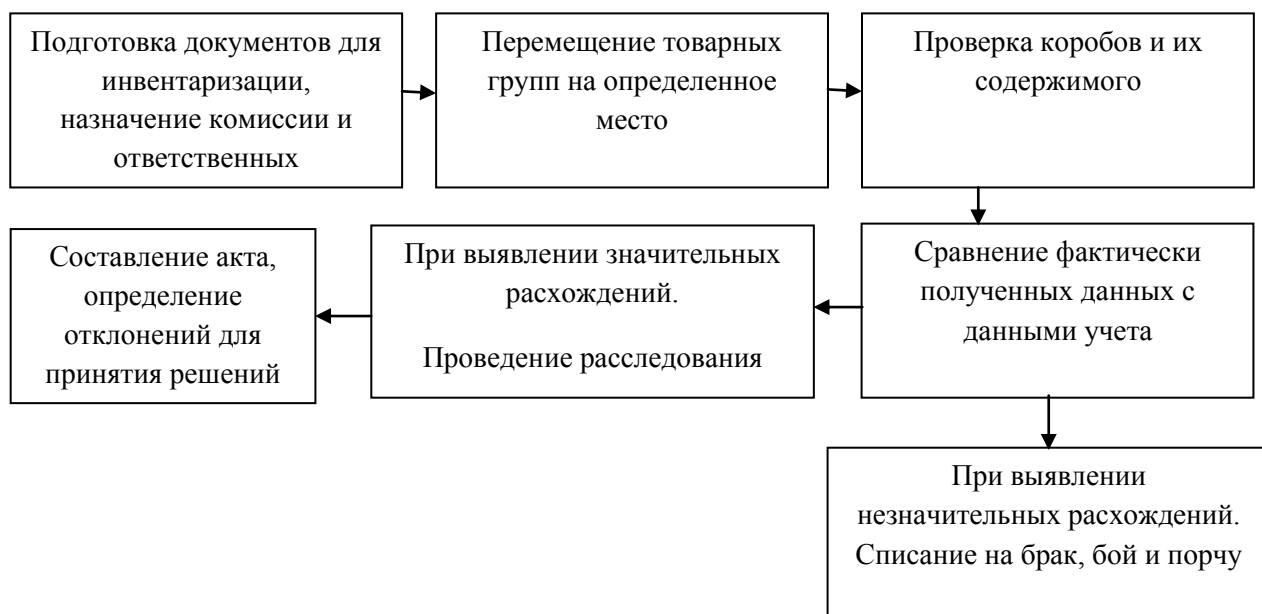 Подготовка документов для
инвентаризации,
назначение комиссии и
ответственных
Перемещение товарных
групп на определенное
место
Проверка коробов и их
содержимого
Сравнение фактически
полученных данных с
данными учета
При выявлении значительных
расхождений.
Проведение расследования
Составление акта,
определение
отклонений для
принятия решений
При выявлении
незначительных расхождений.
Списание на брак, бой и порчу